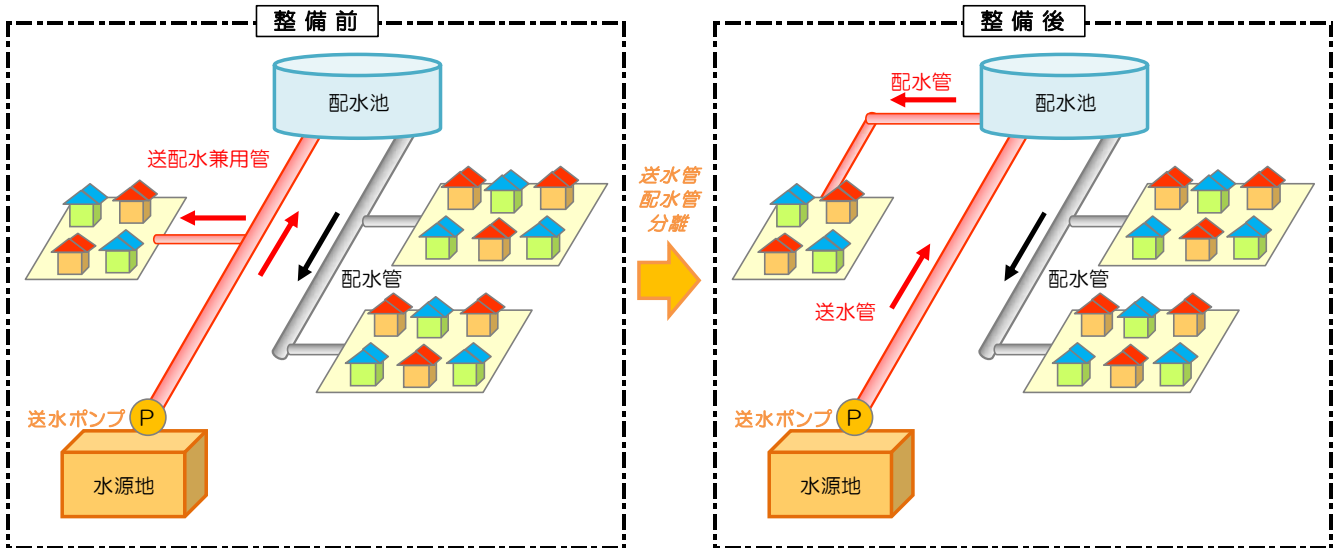 整備前
配水池
送配水兼用管
配水管
送水ポンプ
P
水源地
送水管
配水管
分離
整備後
配水管
配水池
配水管
送水管
送水ポンプ
P
水源地